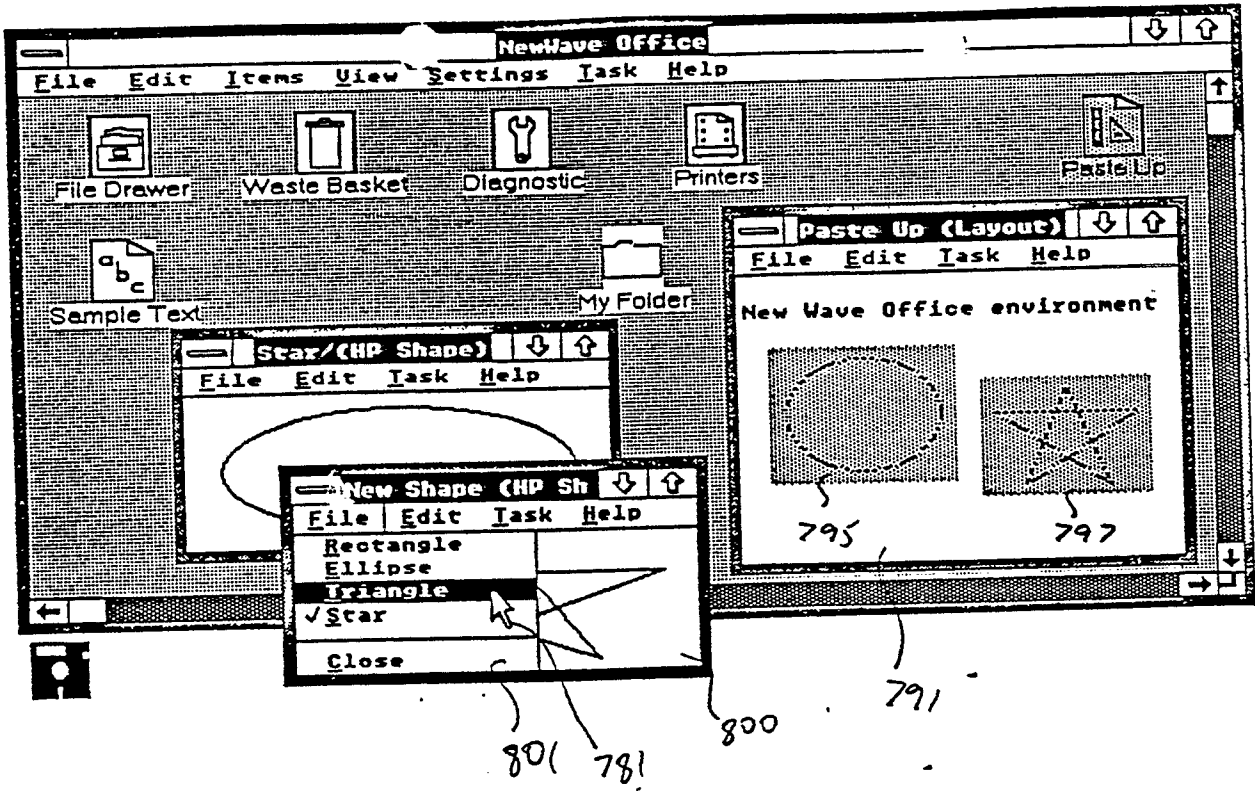 NewWave Office
File Edit Items View Settings Task Help
File Drawer
Waste Basket
Diagnostic
Printers
Paste Up
a
b
c
Sample Text
My Folder
Paste Up (Layout)
File Edit Task Help
New Wave Office environment
795
797
Star/(HP Shape)
File Edit Task Help
New Shape (HP Sh
File Edit Task Help
Rectangle
Ellipse
Triangle
✓Star
Close
791
800
801
781